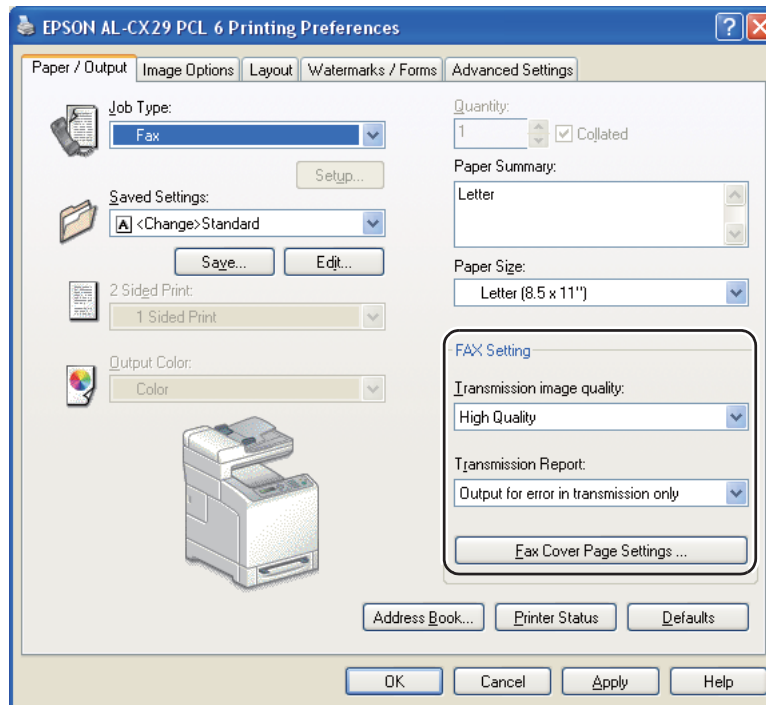 EPSON AL-CX29 PCL 6 Printing Preferences
?
Paper / Output
Image Options
Layout
Watermarks / Forms
Advanced Settings
Job Type:
Fax
Setup...
Saved Settings:
A <Change>Standard
Save...
Edit...
2 Sided Print:
1 Sided Print
Output Color:
Color
Quantity:
1
Collated
Paper Summary:
Letter
Paper Size:
Letter (8.5 x 11")
FAX Setting
Transmission image quality:
High Quality
Transmission Report:
Output for error in transmission only
Fax Cover Page Settings ...
Address Book...
Printer Status
Defaults
OK
Cancel
Apply
Help